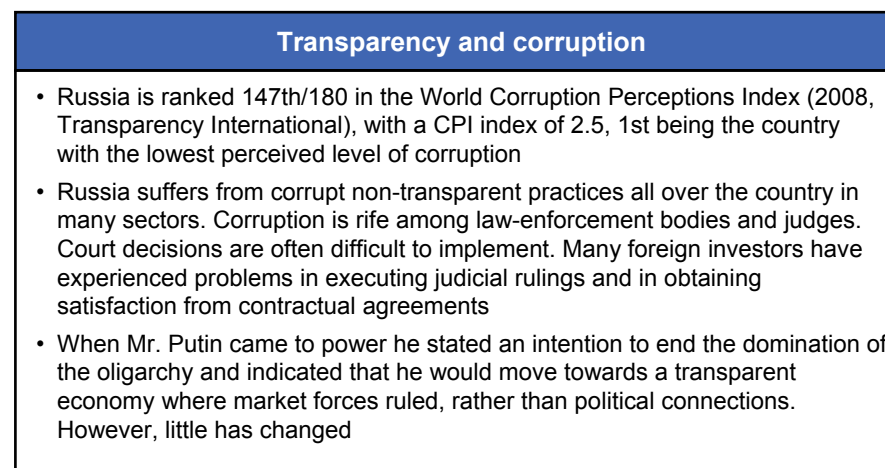 Transparency and corruption
• Russia is ranked 147th/180 in the World Corruption Perceptions Index (2008,
Transparency International), with a CPI index of 2.5, 1st being the country
with the lowest perceived level of corruption
• Russia suffers from corrupt non-transparent practices all over the country in
many sectors. Corruption is rife among law-enforcement bodies and judges.
Court decisions are often difficult to implement. Many foreign investors have
experienced problems in executing judicial rulings and in obtaining
satisfaction from contractual agreements
• When Mr. Putin came to power he stated an intention to end the domination of
the oligarchy and indicated that he would move towards a transparent
economy where market forces ruled, rather than political connections.
However, little has changed